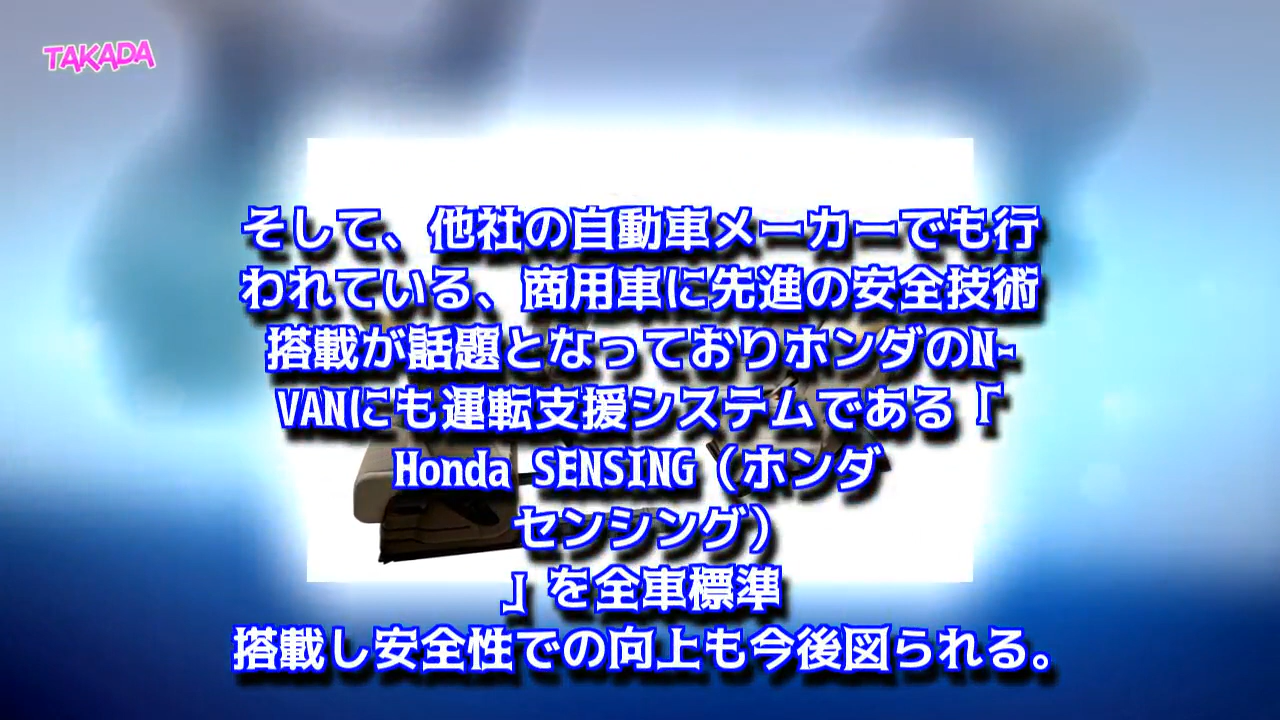 TAKADA
そして、他社の自動車メーカーでも行
われている、商用車に先進の安全技術
搭載が話題となっておりホンダのN-
VANにも運転支援システムである「
Honda SENSING（ホンダ
センシング）
」を全車標準
搭載し安全性での向上も今後図られる。